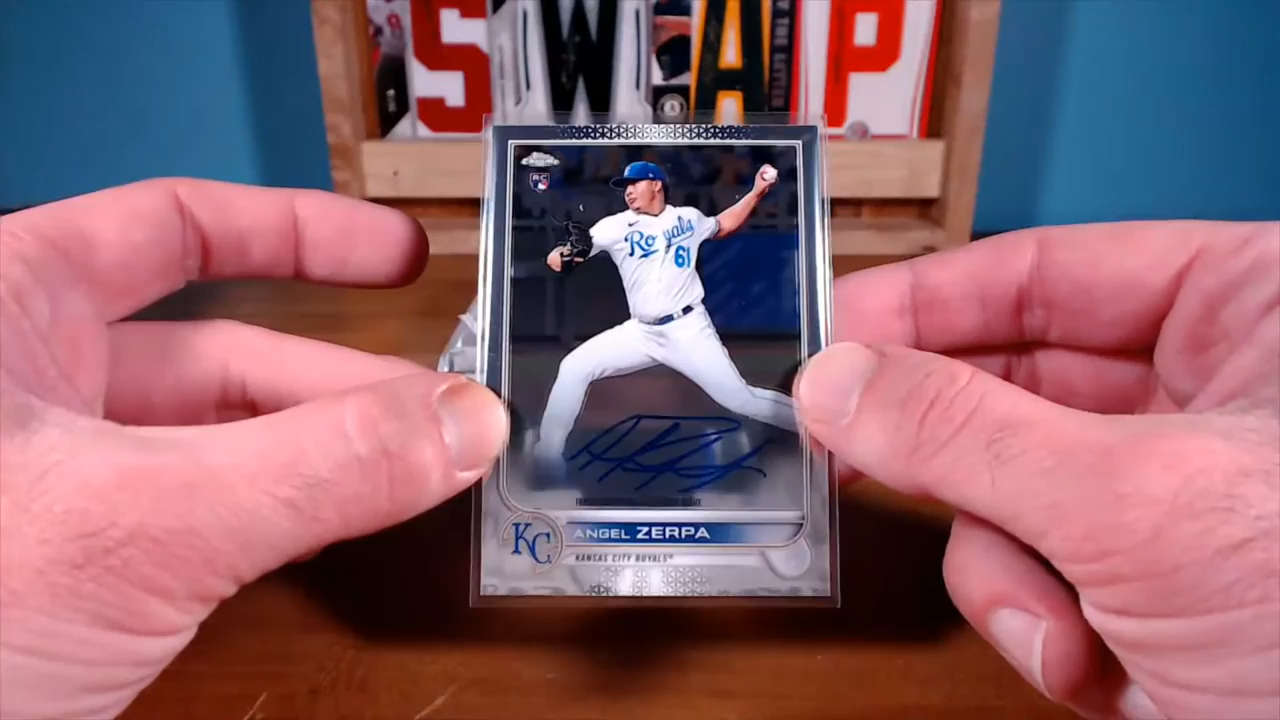 SWAP
Chrome
RC
Royals
61
KC
ANGEL ZERPA
KANSAS CITY ROYALS